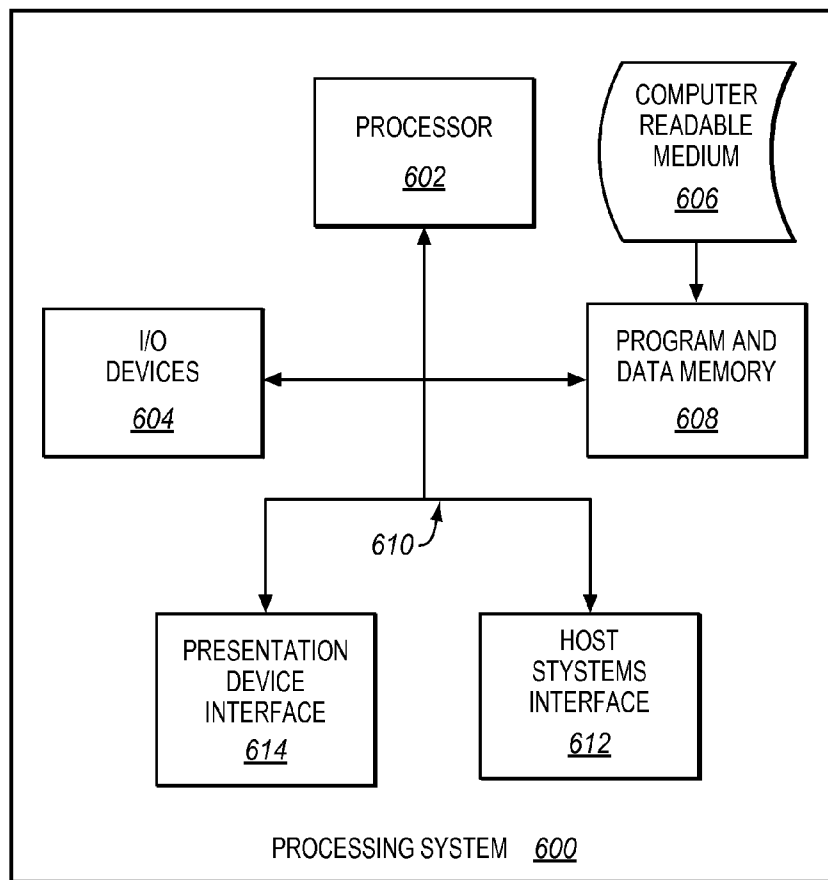 PROCESSOR
602
COMPUTER
READABLE
MEDIUM
606
I/O
DEVICES
604
PROGRAM AND
DATA MEMORY
608
610
PRESENTATION
DEVICE
INTERFACE
614
HOST
STYSTEMS
INTERFACE
612
PROCESSING SYSTEM 600